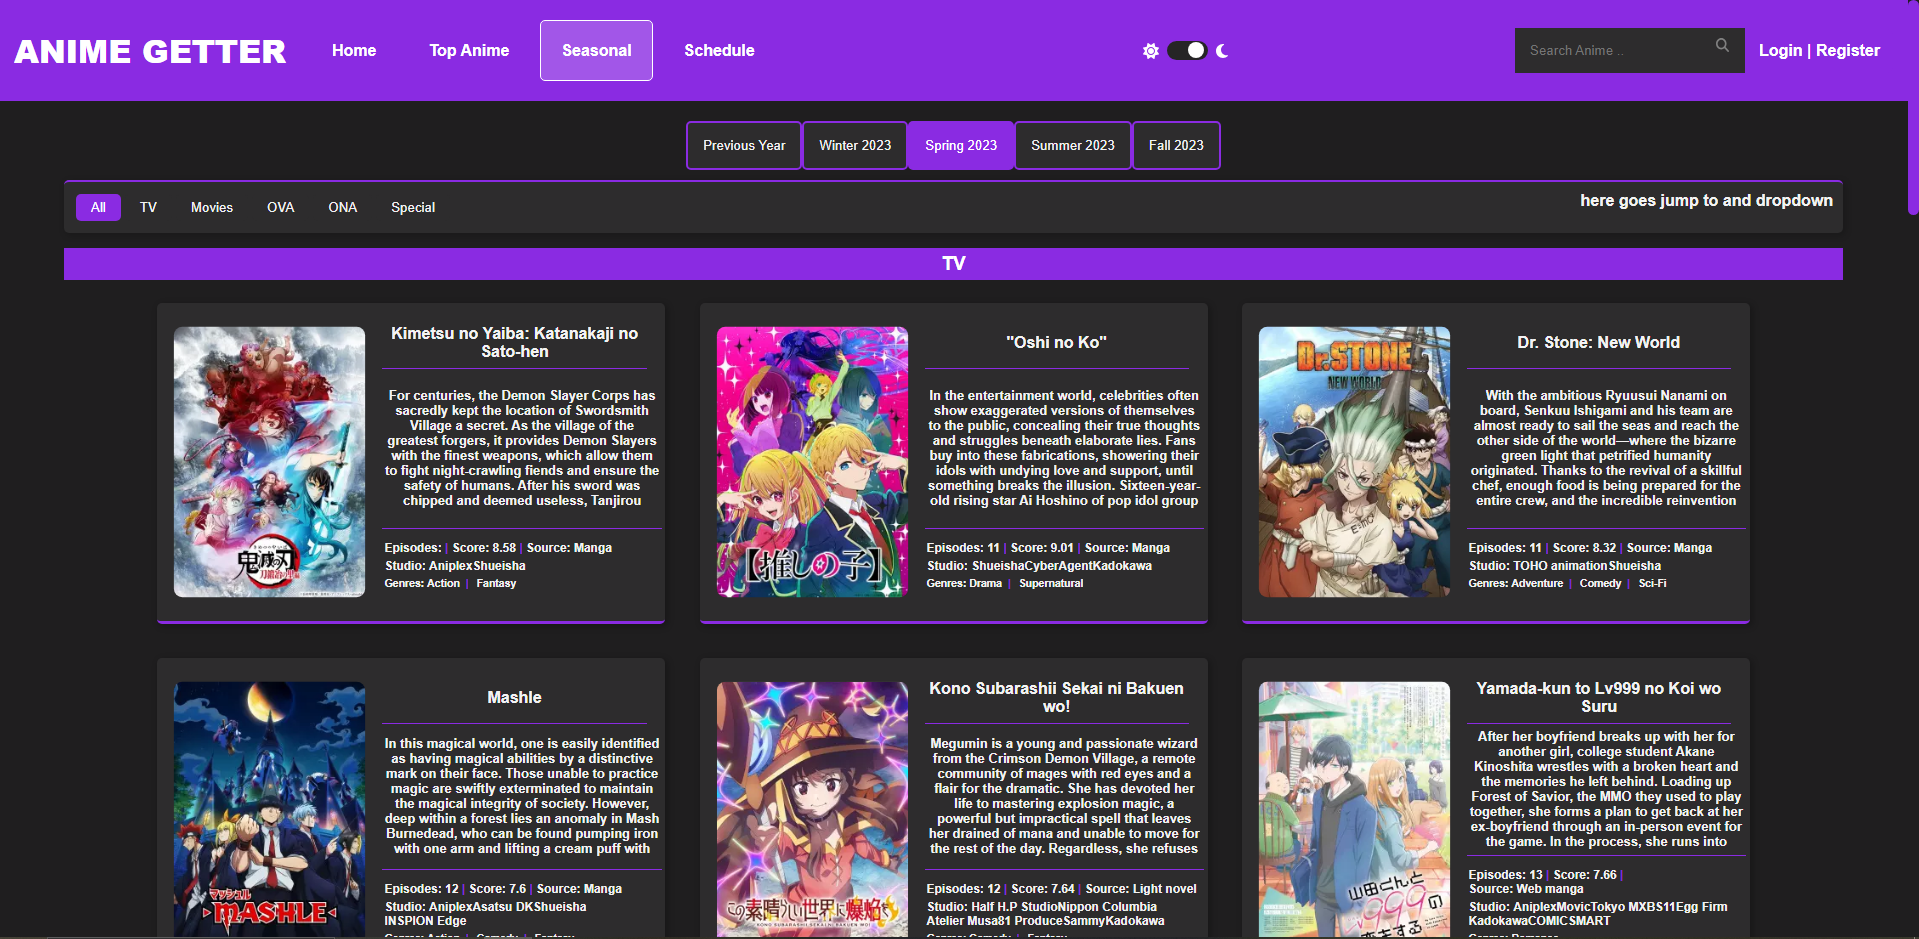 ANIME GETTER
Home
Top Anime
Seasonal
Schedule
Search Anime ..
Login | Register
Previous Year
Winter 2023
Spring 2023
Summer 2023
Fall 2023
All
TV
Movies
OVA
ONA
Special
here goes jump to and dropdown
TV
鬼滅の刃
刀鍛冶の里編
Kimetsu no Yaiba: Katanakaji no
Sato-hen
For centuries, the Demon Slayer Corps has
sacredly kept the location of Swordsmith
Village a secret. As the village of the
greatest forgers, it provides Demon Slayers
with the finest weapons, which allow them
to fight night-crawling fiends and ensure the
safety of humans. After his sword was
chipped and deemed useless, Tanjirou
Episodes: | Score: 8.58 | Source: Manga
Studio: AniplexShueisha
Genres: Action | Fantasy
【推しの子】
"Oshi no Ko"
In the entertainment world, celebrities often
show exaggerated versions of themselves
to the public, concealing their true thoughts
and struggles beneath elaborate lies. Fans
buy into these fabrications, showering their
idols with undying love and support, until
something breaks the illusion. Sixteen-year-
old rising star Ai Hoshino of pop idol group
Episodes: 11 | Score: 9.01 | Source: Manga
Studio: ShueishaCyberAgentKadokawa
Genres: Drama | Supernatural
Dr.STONE
NEW WORLD
Dr. Stone: New World
With the ambitious Ryuusui Nanami on
board, Senkuu Ishigami and his team are
almost ready to sail the seas and reach the
other side of the world—where the bizarre
green light that petrified humanity
originated. Thanks to the revival of a skillful
chef, enough food is being prepared for the
entire crew, and the incredible reinvention
Episodes: 11 | Score: 8.32 | Source: Manga
Studio: TOHO animationShueisha
Genres: Adventure | Comedy | Sci-Fi
マッシュル
MASHLE
Mashle
In this magical world, one is easily identified
as having magical abilities by a distinctive
mark on their face. Those unable to practice
magic are swiftly exterminated to maintain
the magical integrity of society. However,
deep within a forest lies an anomaly in Mash
Burnedead, who can be found pumping iron
with one arm and lifting a cream puff with
Episodes: 12 | Score: 7.6 | Source: Manga
Studio: AniplexAsatsu DKShueisha
INSPION Edge
Genres: Action | Comedy | Fantasy
この素晴らしい世界に爆焔を
KONO SUBARASHII SEKAI NI BAKUEN WO!
Kono Subarashii Sekai ni Bakuen
wo!
Megumin is a young and passionate wizard
from the Crimson Demon Village, a remote
community of mages with red eyes and a
flair for the dramatic. She has devoted her
life to mastering explosion magic, a
powerful but impractical spell that leaves
her drained of mana and unable to move for
the rest of the day. Regardless, she refuses
Episodes: 12 | Score: 7.64 | Source: Light novel
Studio: Half H.P StudioNippon Columbia
Atelier Musa81 ProduceSammyKadokawa
Genres: Comedy | Fantasy
山田くんと
999の
恋をする
Yamada-kun to Lv999 no Koi wo
Suru
After her boyfriend breaks up with her for
another girl, college student Akane
Kinoshita wrestles with a broken heart and
the memories he left behind. Loading up
Forest of Savior, the MMO they used to play
together, she forms a plan to get back at her
ex-boyfriend through an in-person event for
the game. In the process, she runs into
Episodes: 13 | Score: 7.66 |
Source: Web manga
Studio: AniplexMovicTokyo MXBS11Egg Firm
KadokawaCOMICSMART
Genres: Romance